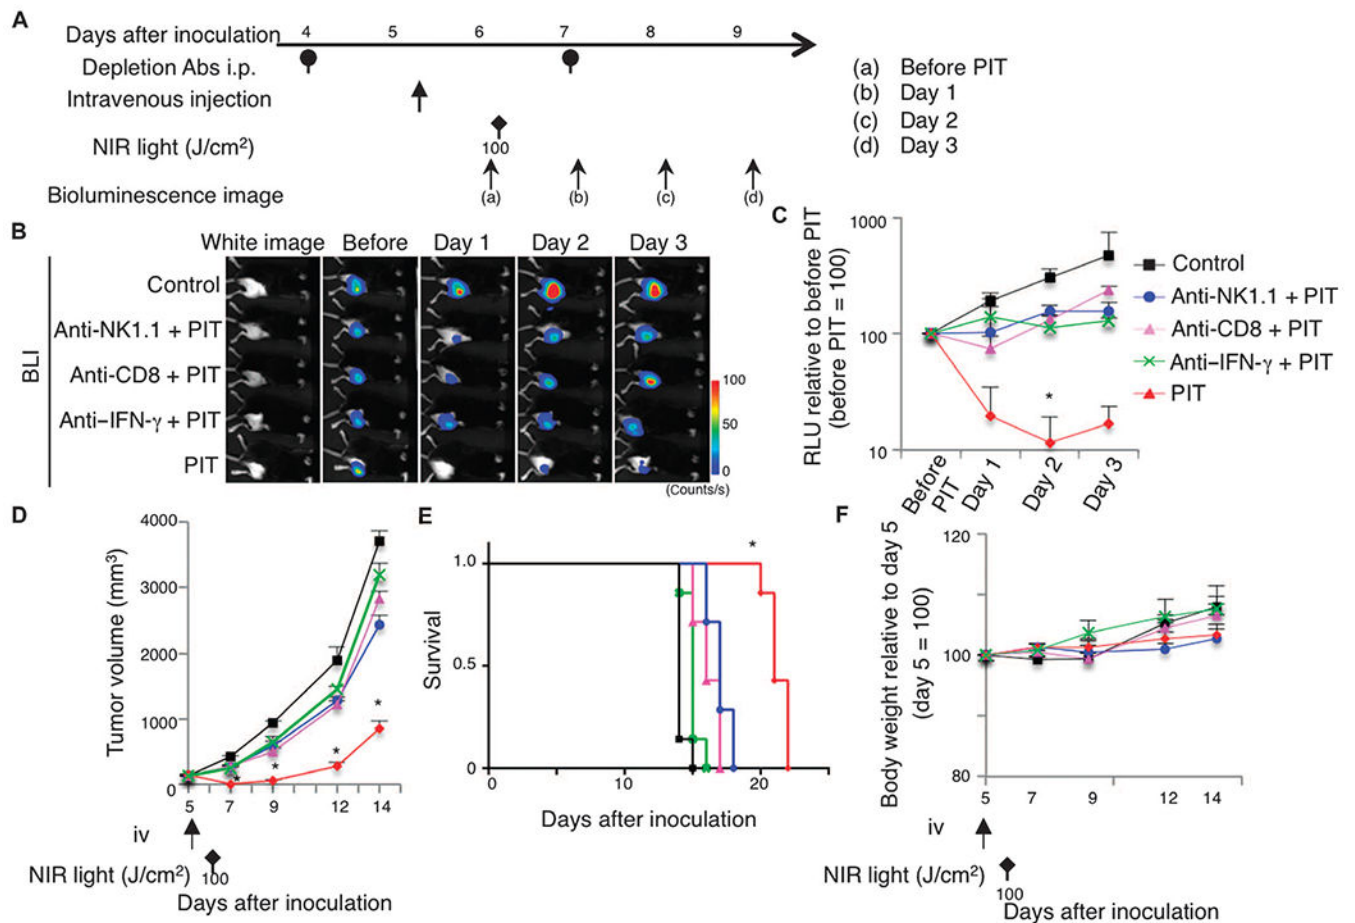 A
Days after inoculation 4 5 6 7 8 9
Depletion Abs i.p.
Intravenous injection
NIR light (J/cm²) 100
Bioluminescence image (a) (b) (c) (d)
(a) Before PIT
(b) Day 1
(c) Day 2
(d) Day 3
B
White image Before Day 1 Day 2 Day 3
BLI
Control
Anti-NK1.1 + PIT
Anti-CD8 + PIT
Anti–IFN-γ + PIT
PIT
100
50
0
(Counts/s)
C
RLU relative to before PIT
(before PIT = 100)
1000
100
10
Before PIT Day 1 Day 2 Day 3
*
Control
Anti-NK1.1 + PIT
Anti-CD8 + PIT
Anti–IFN-γ + PIT
PIT
D
Tumor volume (mm³)
4000
3000
2000
1000
0
* * * *
5 7 9 12 14
iv
NIR light (J/cm²) 100
Days after inoculation
E
Survival
*
1.0
0.5
0
0 10 20
Days after inoculation
F
Body weight relative to day 5
(day 5 = 100)
120
100
80
5 7 9 12 14
iv
NIR light (J/cm²) 100
Days after inoculation